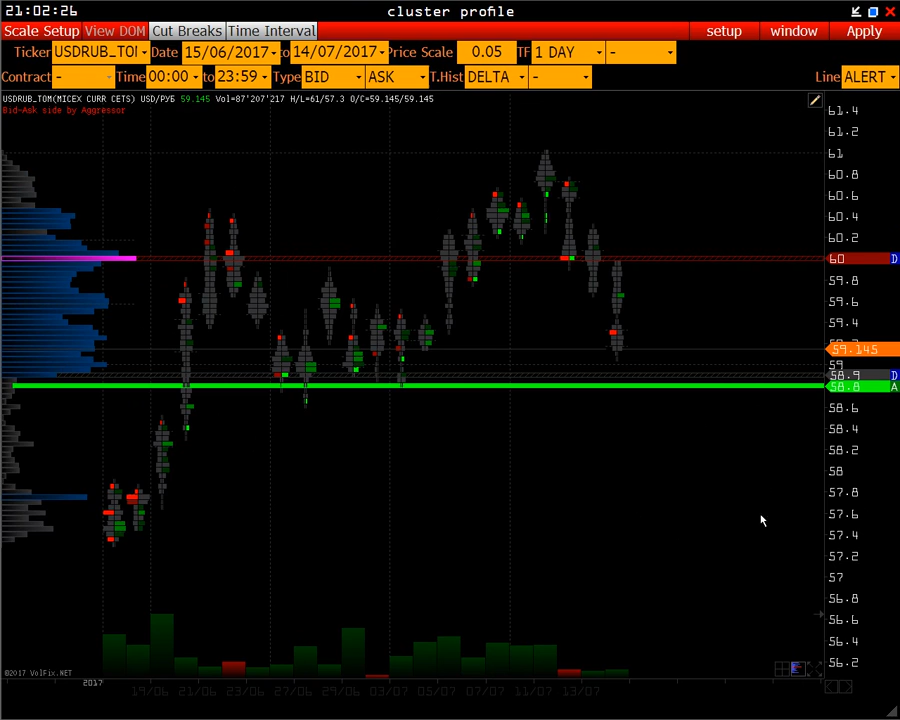 21:02:26 cluster profile
Scale Setup View DOM Cut Breaks Time Interval setup window Apply
Ticker Date 15/06/2017 14/07/2017 Price Scale 0.05 TF 1 DAY -
Contract - Time 00:00 to 23:59 Type BID ASK T.Hist DELTA - Line ALERT
USDRUB_TOM(MICEX CURR CETS) USD/РУБ 59.145 Vol=87'207'217 H/L=61/57.3 O/C=59.145/59.145
Bid-Ask side by Aggressor
61.4
61.2
61
60.8
60.6
60.4
60.2
60 D
59.8
59.6
59.4
59.145
59
58.9 D
58.8 A
58.6
58.4
58.2
58
57.8
57.6
57.4
57.2
57
56.8
56.6
56.4
56.2
©2017 VolFix.NET
2017
19/06 21/06 23/06 27/06 29/06 03/07 05/07 07/07 11/07 13/07